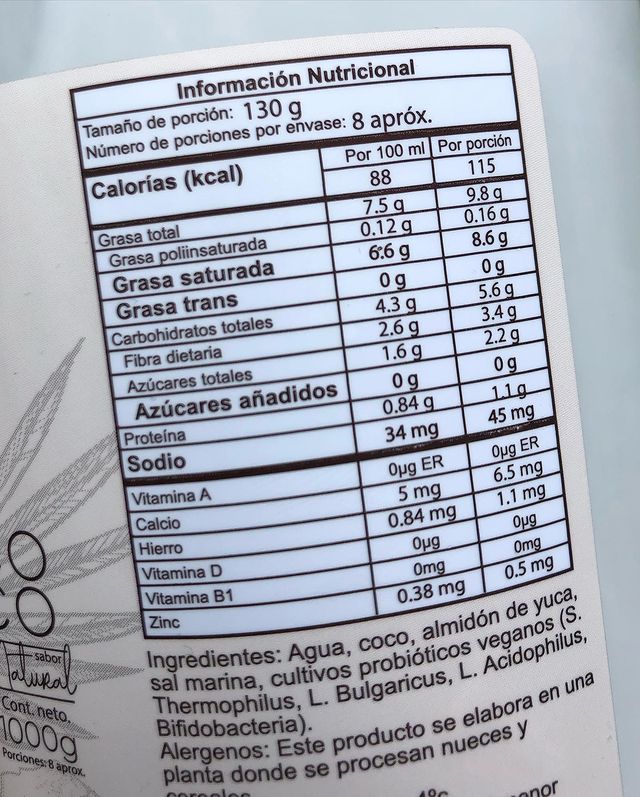 Información Nutricional
Tamaño de porción: 130 g
Número de porciones por envase: 8 apróx.
Calorías (kcal) Por 100 ml Por porción
88 115
Grasa total 7.5 g 9.8 g
Grasa poliinsaturada 0.12 g 0.16 g
Grasa saturada 6:6 g 8.6 g
Grasa trans 0 g 0 g
Carbohidratos totales 4.3 g 5.6 g
Fibra dietaria 2.6 g 3.4 g
Azúcares totales 1.6 g 2.2 g
Azúcares añadidos 0 g 0 g
Proteína 0.84 g 1.1 g
Sodio 34 mg 45 mg
Vitamina A 0µg ER 0µg ER
Calcio 5 mg 6.5 mg
Hierro 0.84 mg 1.1 mg
Vitamina D 0µg 0µg
Vitamina B1 0mg 0mg
Zinc 0.38 mg 0.5 mg
Ingredientes: Agua, coco, almidón de yuca,
sal marina, cultivos probióticos veganos (S.
Thermophilus, L. Bulgaricus, L. Acidophilus,
Bifidobacteria).
Alergenos: Este producto se elabora en una
planta donde se procesan nueces y
sabor
Cont. neto.
1000g
Porciones: 8 aprox.